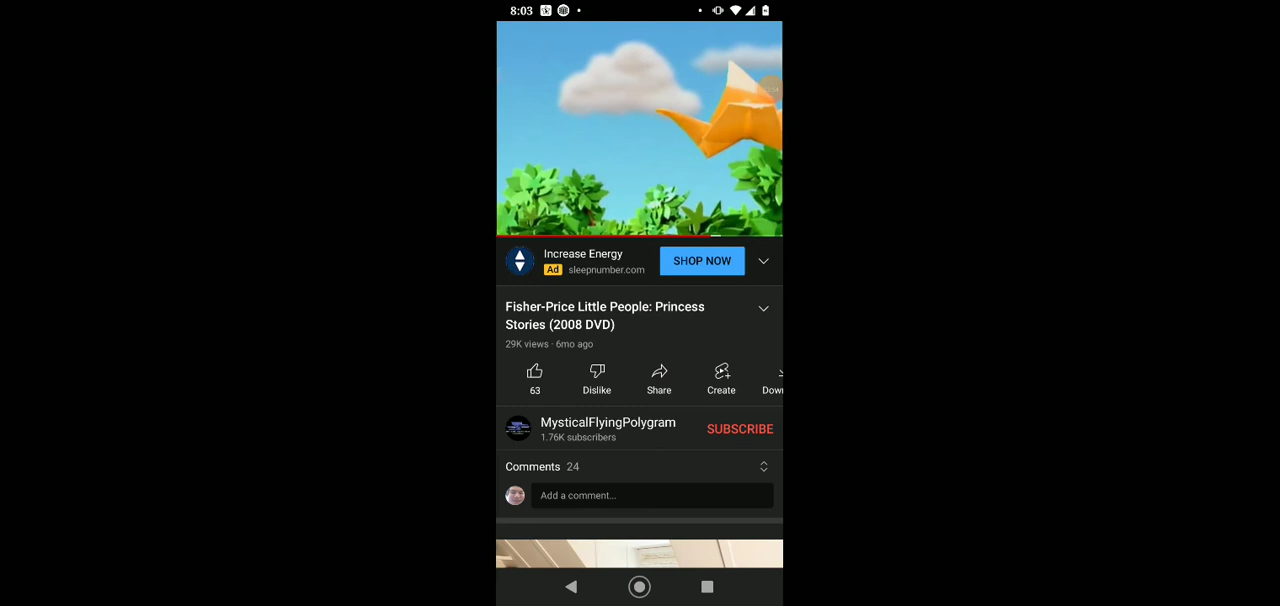 8:03
Increase Energy
SHOP NOW
Ad sleepnumber.com
Fisher-Price Little People: Princess
Stories (2008 DVD)
29K views · 6mo ago
63 Dislike Share Create Down
MysticalFlyingPolygram
SUBSCRIBE
1.76K subscribers
Comments 24
Add a comment...